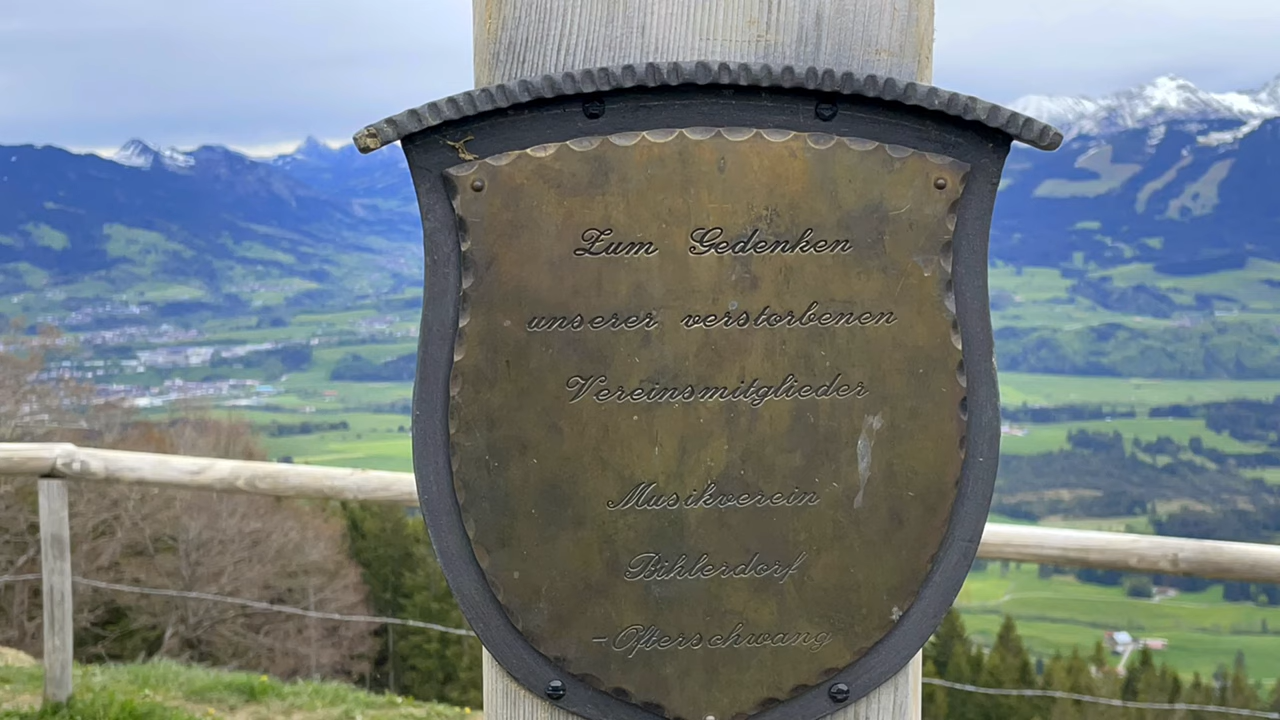 Zum Gedenken
unserer verstorbenen
Vereinsmitglieder
Musikverein
Bihlerdorf
-Ofterschwang